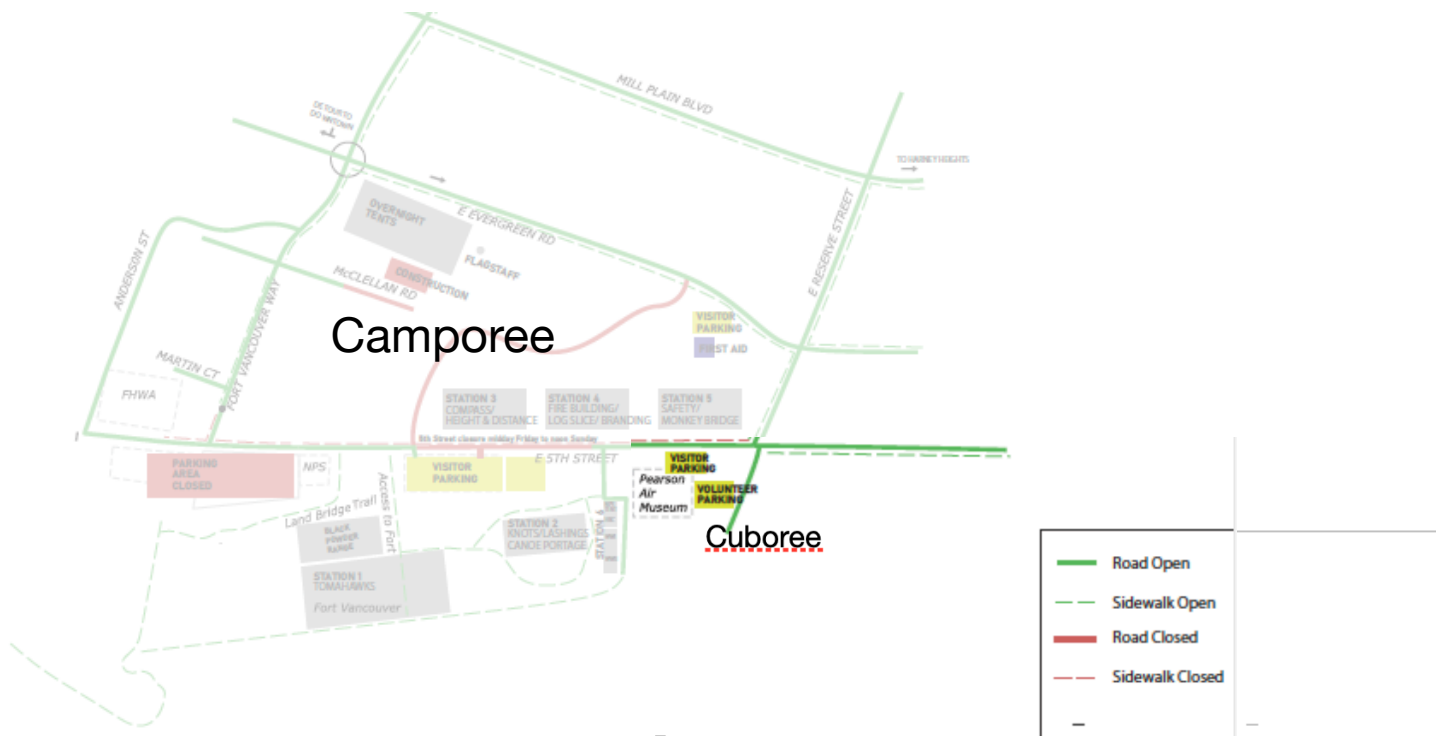 MILL PLAIN BLVD
DETOUR TO
DOWNTOWN
TO HARNEY HEIGHTS
OVERNIGHT
TENTS
E EVERGREEN RD
E RESERVE STREET
FLAGSTAFF
ANDERSON ST
McCLELLAN RD
CONSTRUCTION
FORT VANCOUVER WAY
Camporee
VISITOR
PARKING
FIRST AID
MARTIN CT
FHWA
STATION 3
COMPASS/
HEIGHT & DISTANCE
STATION 4
FIRE BUILDING/
LOG SLICE/ BRANDING
STATION 5
SAFETY/
MONKEY BRIDGE
5th Street closure midday Friday to noon Sunday
E 5TH STREET
PARKING
AREA
CLOSED
NPS
VISITOR
PARKING
VISITOR
PARKING
Pearson
Air
Museum
VOLUNTEER
PARKING
Cuboree
Land Bridge Trail
Access to Fort
BLACK
POWDER
RANGE
STATION 2
KNOTS/LASHINGS
CANOE PORTAGE
STATION 6
STATION 1
TOMAHAWKS
Fort Vancouver
Road Open
Sidewalk Open
Road Closed
Sidewalk Closed